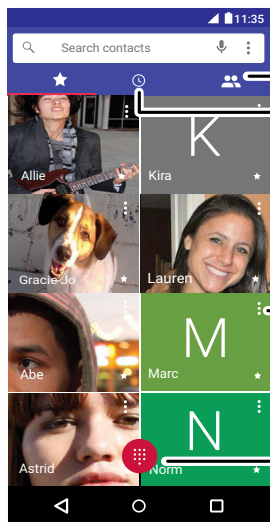 11:35
Search contacts
K
Allie
Kira
Gracie-Jo
Lauren
M
Abe
Marc
N
Astrid
Norm